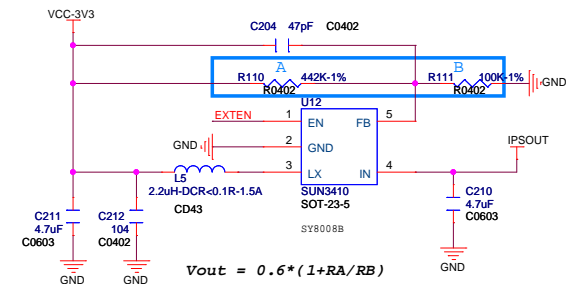 VCC-3V3
C204 47pF C0402
A
B
R110 442K-1%
R0402
R111 100K-1%
R0402
GND
U12
EXTEN
1 EN FB 5
GND
2 GND
3 LX IN 4
IPSOUT
L5
2.2uH-DCR<0.1R-1.5A
CD43
SUN3410
SOT-23-5
SY8008B
C211
4.7uF
C0603
C212
104
C0402
C210
4.7uF
C0603
GND
GND
GND
Vout = 0.6*(1+RA/RB)